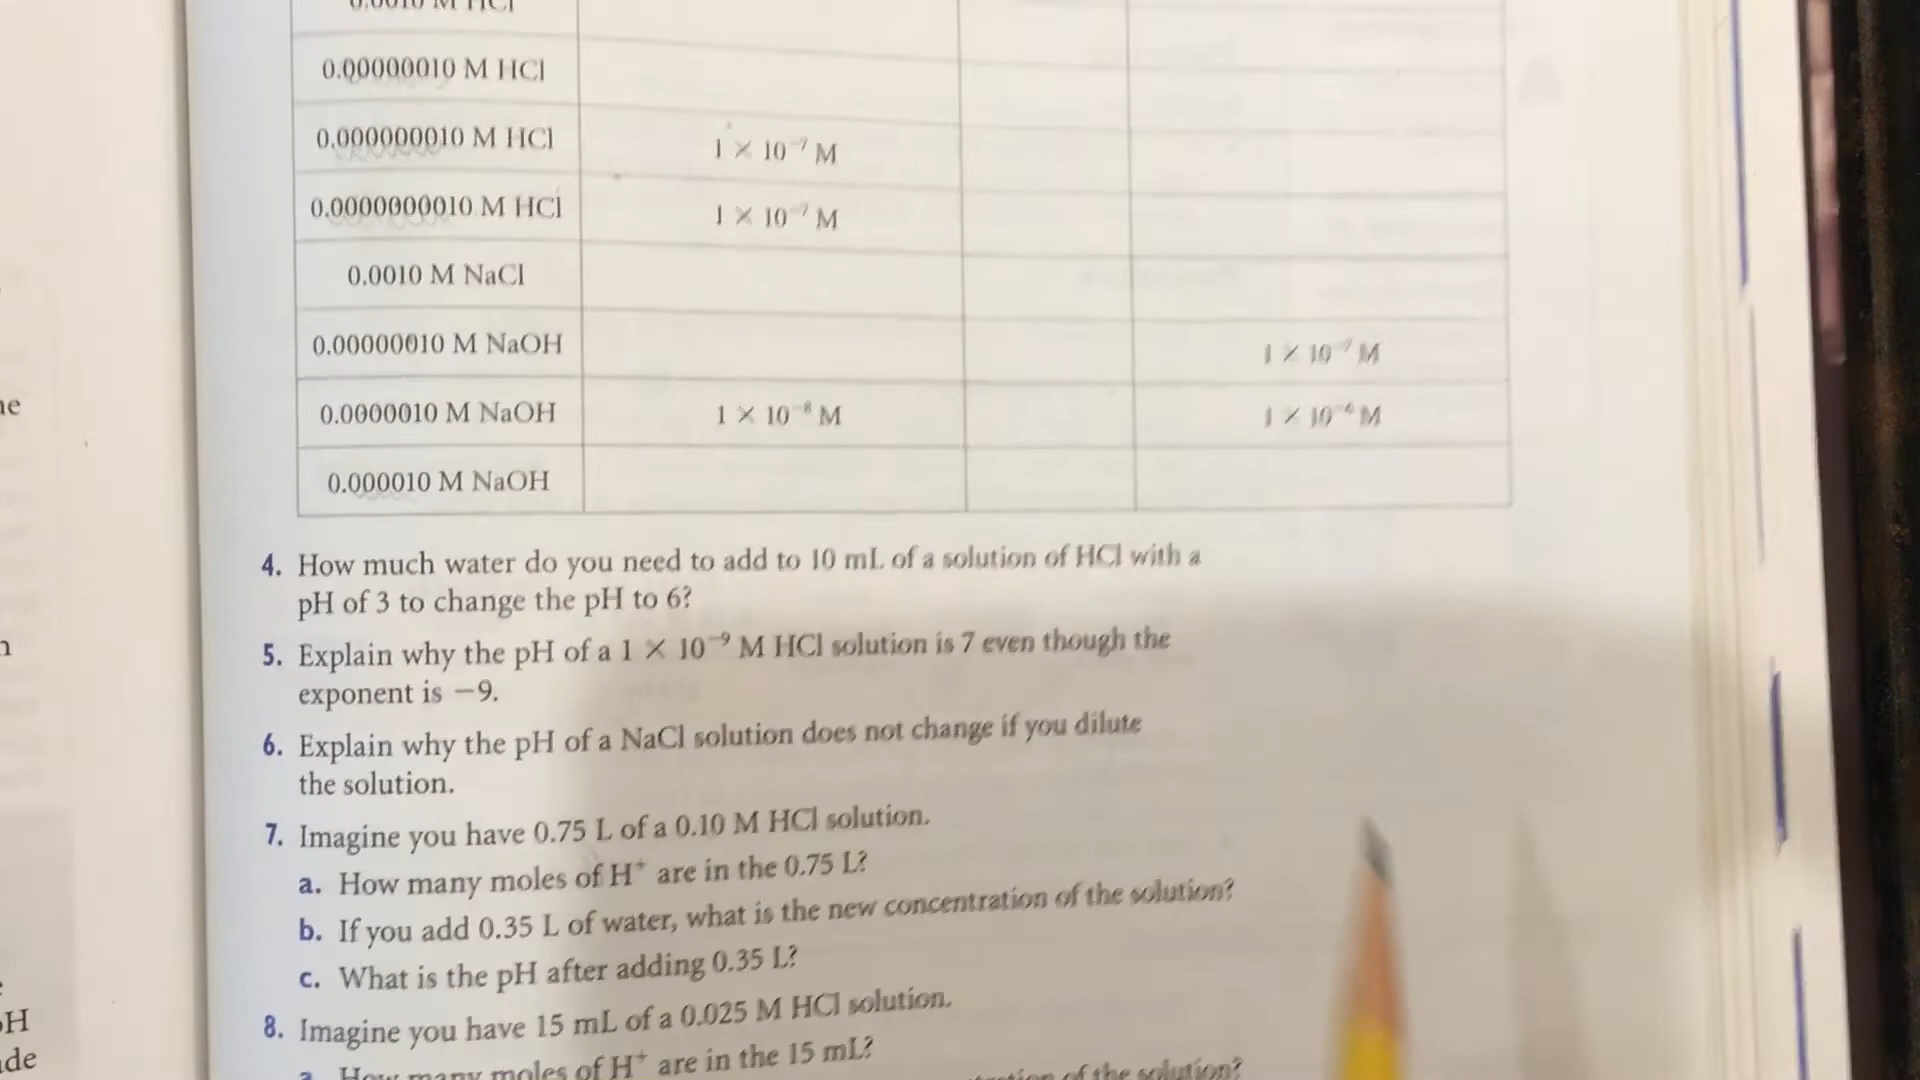 0.0010 M HCl
0.00000010 M HCl
0.000000010 M HCl 1 × 10⁻⁷ M
0.0000000010 M HCl 1 × 10⁻⁷ M
0.0010 M NaCl
0.00000010 M NaOH 1 × 10⁻⁷ M
0.0000010 M NaOH 1 × 10⁻⁸ M 1 × 10⁻⁶ M
0.000010 M NaOH
4. How much water do you need to add to 10 mL of a solution of HCl with a
pH of 3 to change the pH to 6?
5. Explain why the pH of a 1 × 10⁻⁹ M HCl solution is 7 even though the
exponent is −9.
6. Explain why the pH of a NaCl solution does not change if you dilute
the solution.
7. Imagine you have 0.75 L of a 0.10 M HCl solution.
a. How many moles of H⁺ are in the 0.75 L?
b. If you add 0.35 L of water, what is the new concentration of the solution?
c. What is the pH after adding 0.35 L?
8. Imagine you have 15 mL of a 0.025 M HCl solution.
a. How many moles of H⁺ are in the 15 mL?
of the solution?